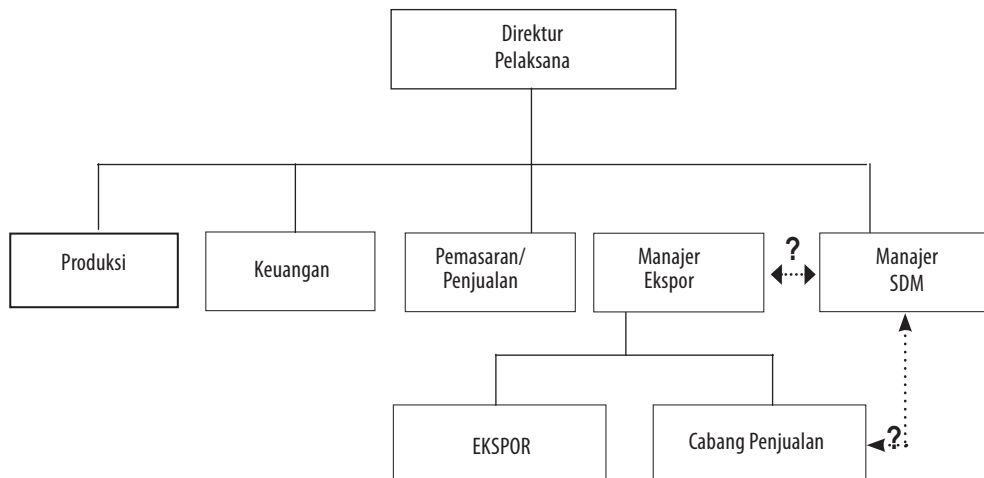 Direktur
Pelaksana
Produksi
Keuangan
Pemasaran/
Penjualan
Manajer
Ekspor
?
Manajer
SDM
EKSPOR
Cabang Penjualan
?